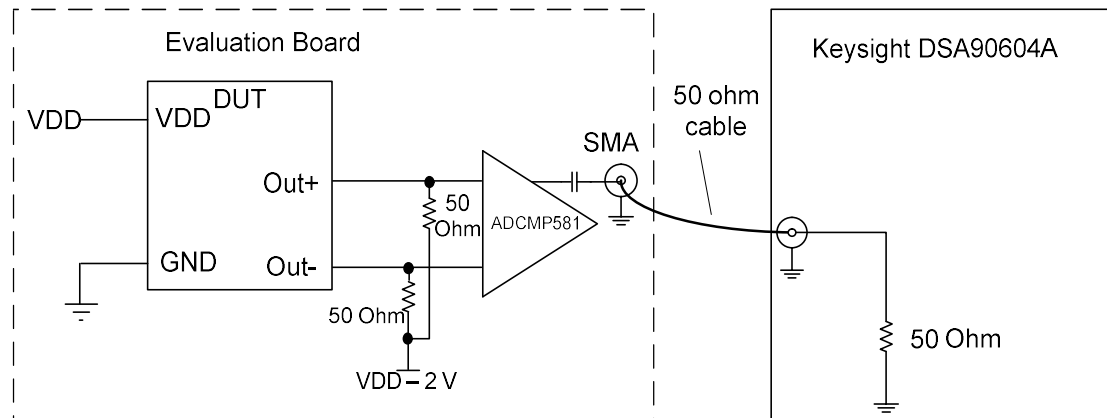 Evaluation Board
Keysight DSA90604A
DUT
VDD
VDD
50 ohm
cable
SMA
Out+
50
Ohm
ADCMP581
GND
Out-
50 Ohm
50 Ohm
VDD – 2 V